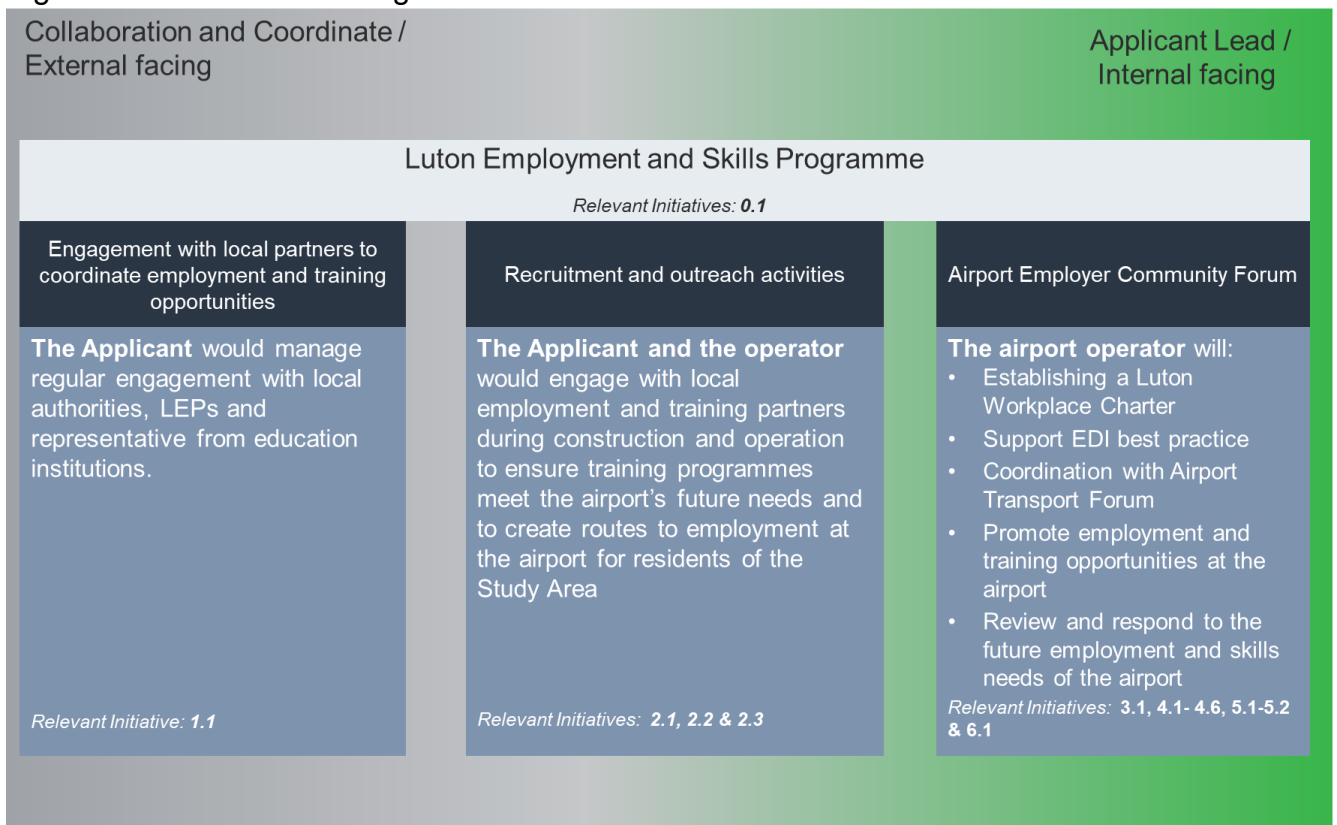 Collaboration and Coordinate /
External facing
Applicant Lead /
Internal facing
Luton Employment and Skills Programme
Relevant Initiatives: 0.1
Engagement with local partners to
coordinate employment and training
opportunities
The Applicant would manage
regular engagement with local
authorities, LEPs and
representative from education
institutions.
Relevant Initiative: 1.1
Recruitment and outreach activities
The Applicant and the operator
would engage with local
employment and training partners
during construction and operation
to ensure training programmes
meet the airport's future needs and
to create routes to employment at
the airport for residents of the
Study Area
Relevant Initiatives: 2.1, 2.2 & 2.3
Airport Employer Community Forum
The airport operator will:
• Establishing a Luton
Workplace Charter
• Support EDI best practice
• Coordination with Airport
Transport Forum
• Promote employment and
training opportunities at the
airport
• Review and respond to the
future employment and skills
needs of the airport
Relevant Initiatives: 3.1, 4.1- 4.6, 5.1-5.2
& 6.1